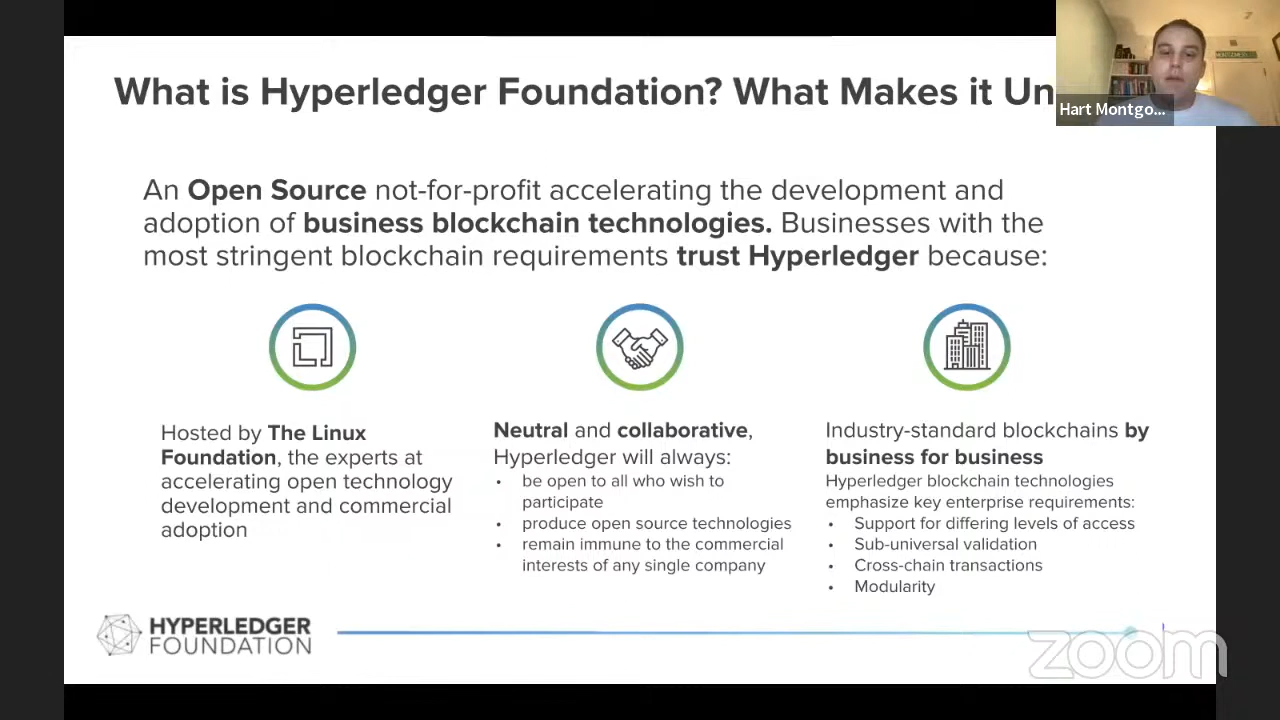 What is Hyperledger Foundation? What Makes it Un
Hart Montgo...
An Open Source not-for-profit accelerating the development and
adoption of business blockchain technologies. Businesses with the
most stringent blockchain requirements trust Hyperledger because:
Hosted by The Linux
Foundation, the experts at
accelerating open technology
development and commercial
adoption
Neutral and collaborative,
Hyperledger will always:
• be open to all who wish to
participate
• produce open source technologies
• remain immune to the commercial
interests of any single company
Industry-standard blockchains by
business for business
Hyperledger blockchain technologies
emphasize key enterprise requirements:
• Support for differing levels of access
• Sub-universal validation
• Cross-chain transactions
• Modularity
HYPERLEDGER
FOUNDATION
zoom